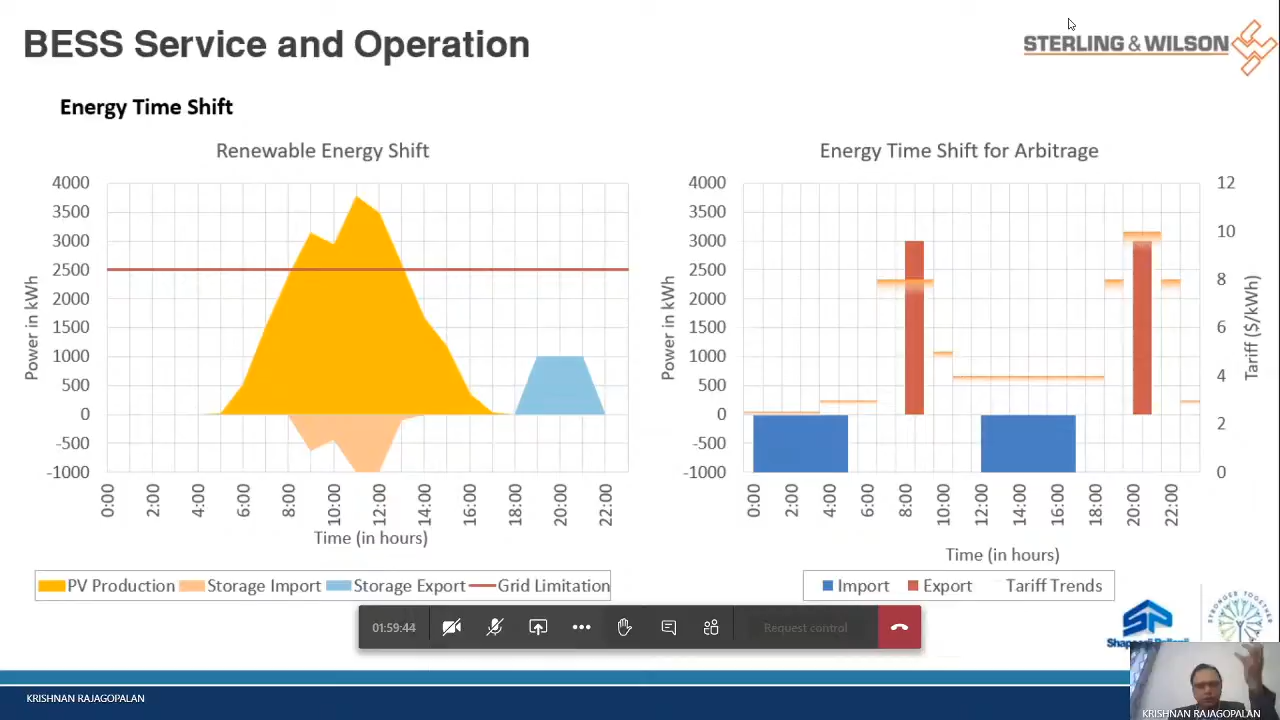 BESS Service and Operation
STERLING & WILSON
Energy Time Shift
Renewable Energy Shift
4000
3500
3000
2500
2000
1500
1000
500
0
-500
-1000
Power in kWh
0:00 2:00 4:00 6:00 8:00 10:00 12:00 14:00 16:00 18:00 20:00 22:00
Time (in hours)
PV Production Storage Import Storage Export Grid Limitation
Energy Time Shift for Arbitrage
4000
3500
3000
2500
2000
1500
1000
500
0
-500
-1000
Power in kWh
12
10
8
6
4
2
0
Tariff ($/kWh)
0:00 2:00 4:00 6:00 8:00 10:00 12:00 14:00 16:00 18:00 20:00 22:00
Time (in hours)
Import Export Tariff Trends
01:59:44
Request control
STRONGER TOGETHER
KRISHNAN RAJAGOPALAN
KRISHNAN RAJAGOPALAN